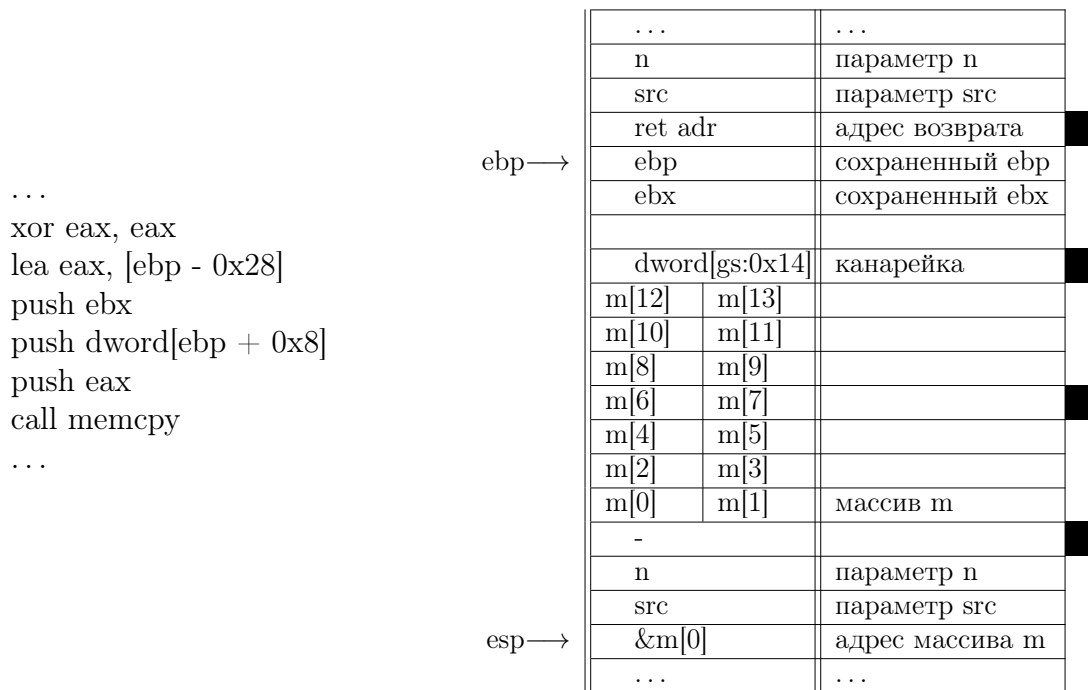 . . .
xor eax, eax
lea eax, [ebp - 0x28]
push ebx
push dword[ebp + 0x8]
push eax
call memcpy
. . .
. . . . . .
n параметр n
src параметр src
ret adr адрес возврата
ebp⟶ ebp сохраненный ebp
ebx сохраненный ebx
dword[gs:0x14] канарейка
m[12] m[13]
m[10] m[11]
m[8] m[9]
m[6] m[7]
m[4] m[5]
m[2] m[3]
m[0] m[1] массив m
-
n параметр n
src параметр src
esp⟶ &m[0] адрес массива m
. . . . . .